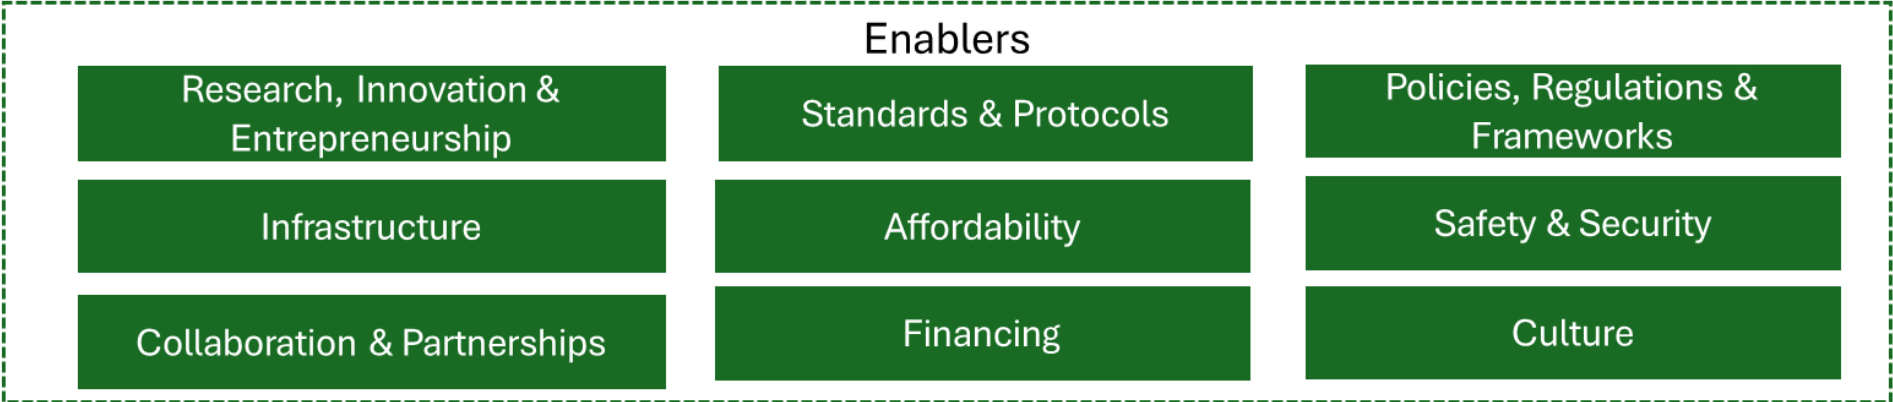 Enablers
Research, Innovation &
Entrepreneurship
Standards & Protocols
Policies, Regulations &
Frameworks
Infrastructure
Affordability
Safety & Security
Collaboration & Partnerships
Financing
Culture